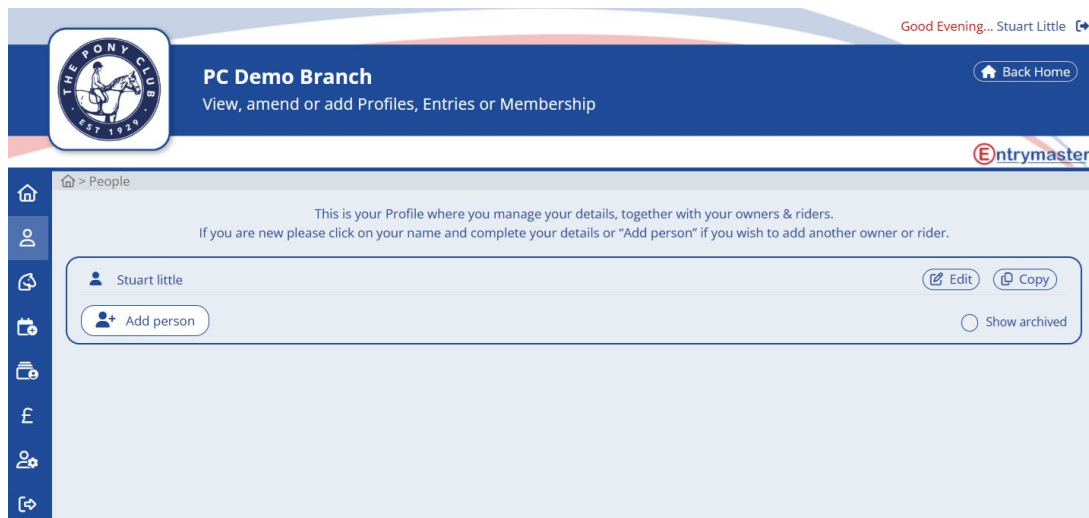 Good Evening... Stuart Little
THE PONY CLUB
EST 1929
PC Demo Branch
Back Home
View, amend or add Profiles, Entries or Membership
Entrymaster
> People
This is your Profile where you manage your details, together with your owners & riders.
If you are new please click on your name and complete your details or “Add person” if you wish to add another owner or rider.
Stuart little
Edit
Copy
Add person
Show archived
£